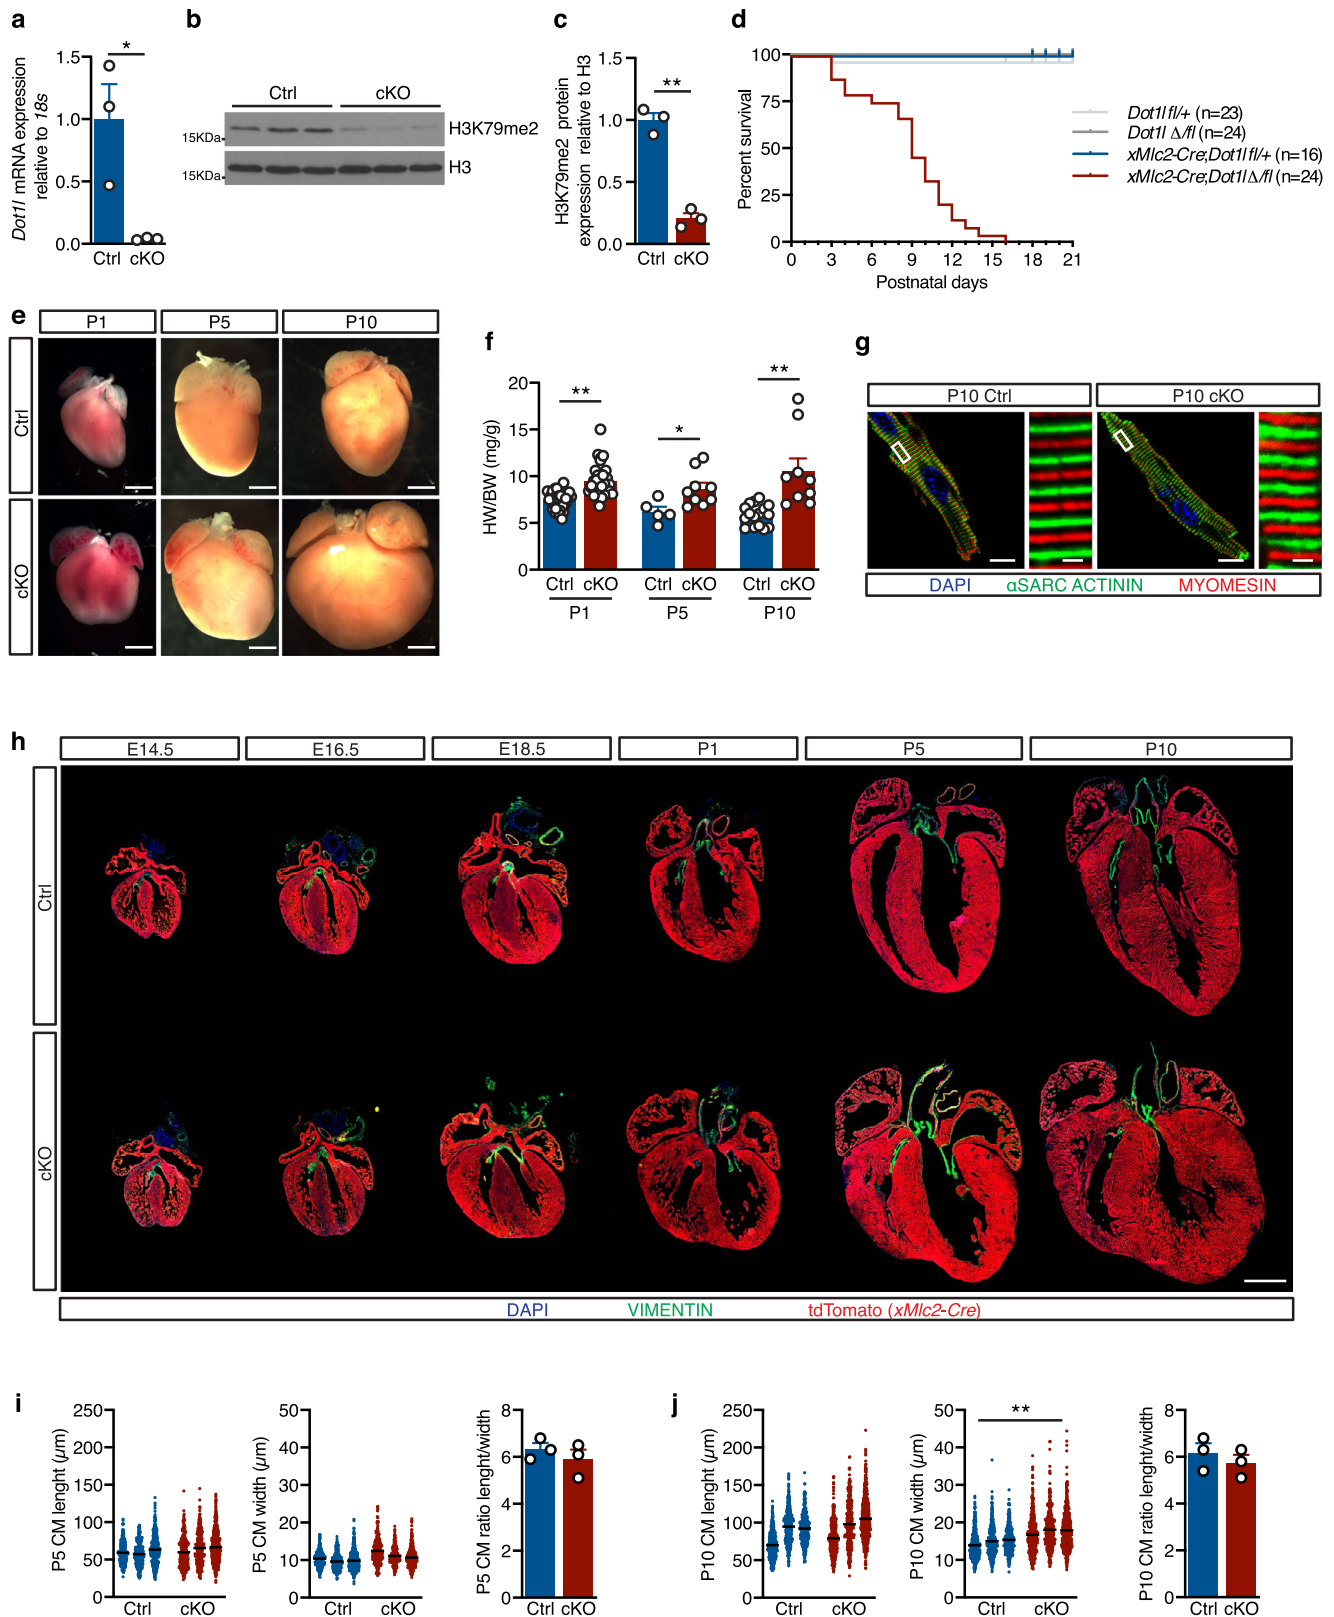 a
Dot1l mRNA expression
relative to 18s
1.5
1.0
0.5
0.0
*
Ctrl cKO
b
Ctrl cKO
15KDa
H3K79me2
15KDa
H3
c
H3K79me2 protein
expression relative to H3
1.5
1.0
0.5
0.0
**
Ctrl cKO
d
Percent survival
100
75
50
25
0
0 3 6 9 12 15 18 21
Postnatal days
Dot1l fl/+ (n=23)
Dot1l Δ/fl (n=24)
xMlc2-Cre;Dot1l fl/+ (n=16)
xMlc2-Cre;Dot1l Δ/fl (n=24)
e
P1 P5 P10
Ctrl
cKO
f
HW/BW (mg/g)
20
15
10
5
0
**
*
**
Ctrl cKO Ctrl cKO Ctrl cKO
P1 P5 P10
g
P10 Ctrl P10 cKO
DAPI αSARC ACTININ MYOMESIN
h
E14.5 E16.5 E18.5 P1 P5 P10
Ctrl
cKO
DAPI VIMENTIN tdTomato (xMlc2-Cre)
i
P5 CM lenght (µm)
250
200
150
100
50
0
Ctrl cKO
P5 CM width (µm)
50
40
30
20
10
0
Ctrl cKO
P5 CM ratio lenght/width
8
6
4
2
0
Ctrl cKO
j
P10 CM lenght (µm)
250
200
150
100
50
0
Ctrl cKO
P10 CM width (µm)
50
40
30
20
10
0
**
Ctrl cKO
P10 CM ratio lenght/width
8
6
4
2
0
Ctrl cKO